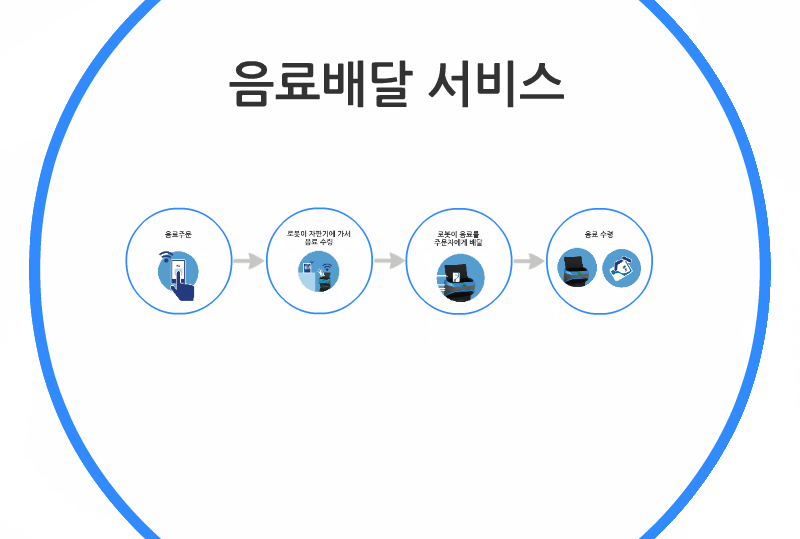 음료배달 서비스
음료주문
로봇이 자판기에 가서
음료 수령
로봇이 음료를
주문자에게 배달
음료 수령